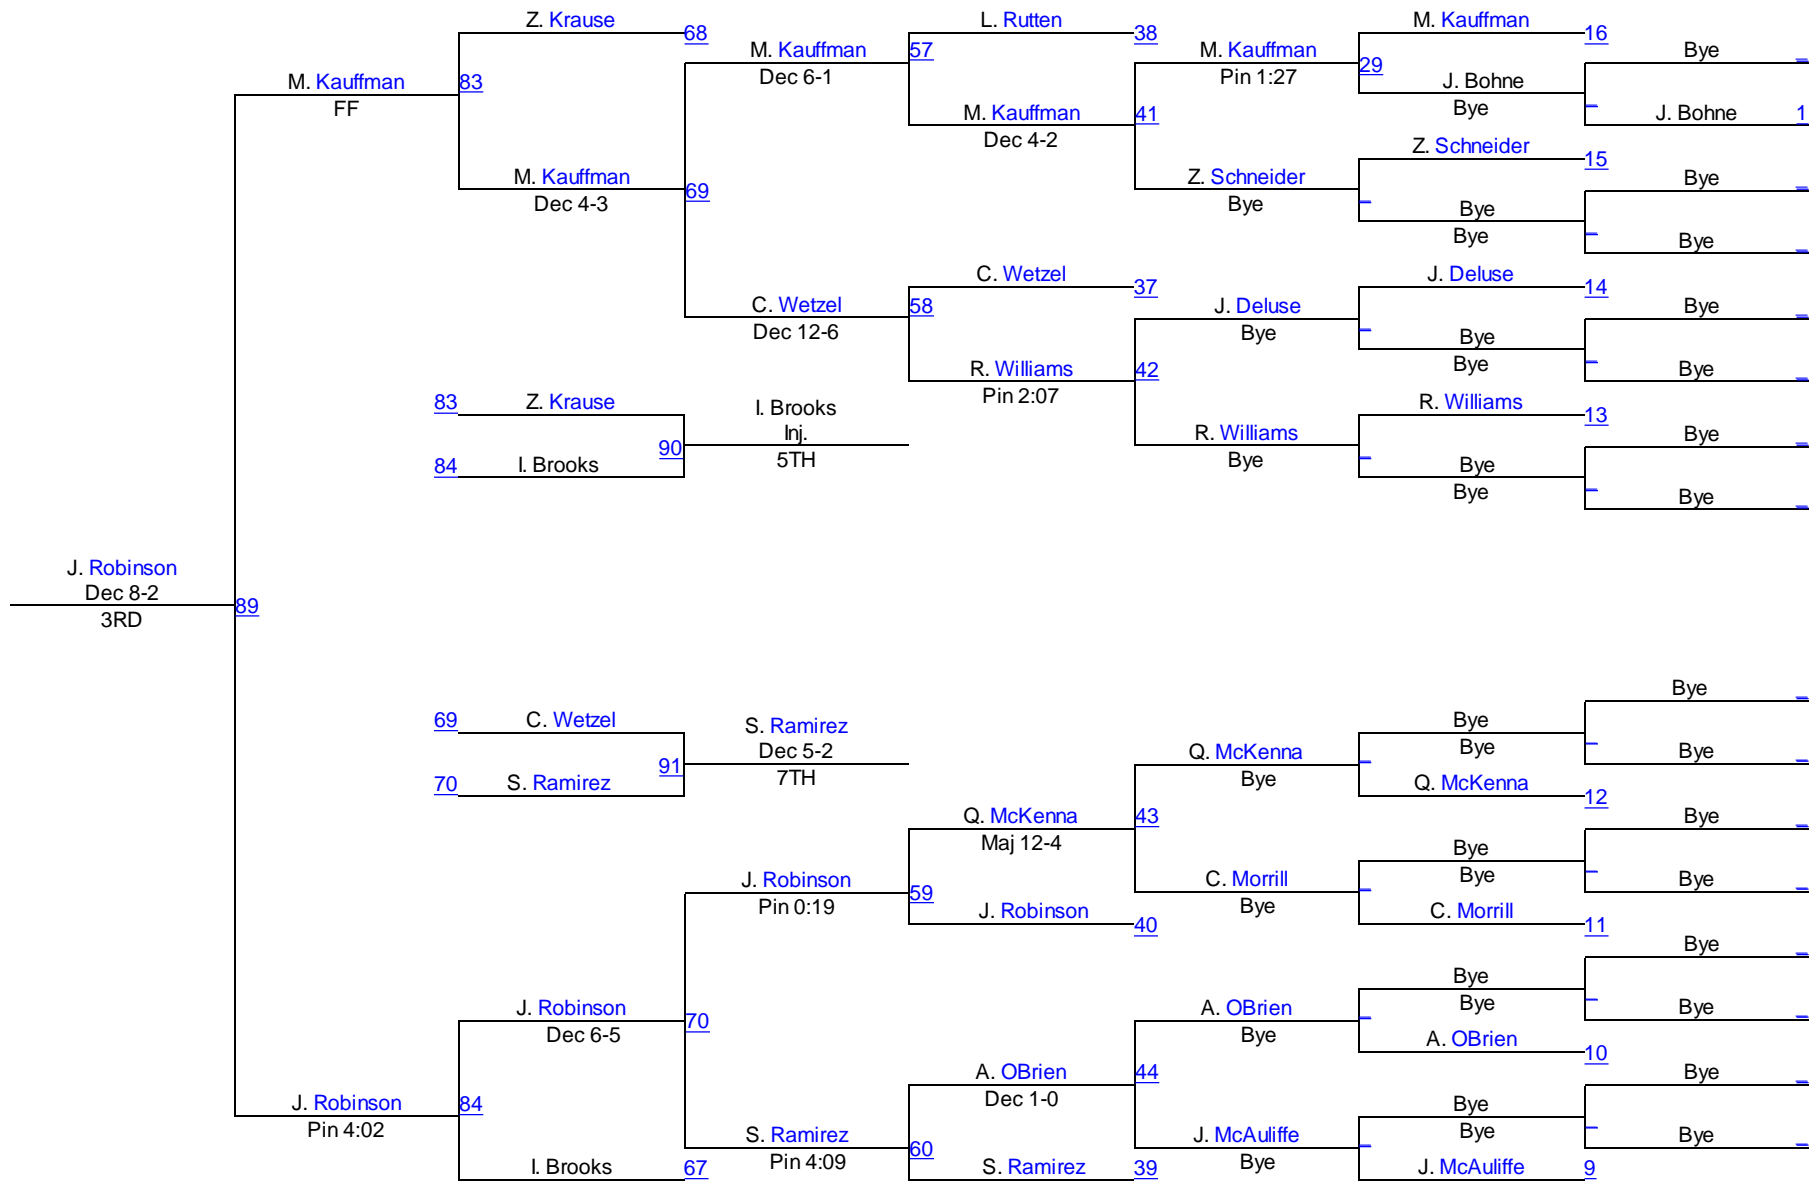 Z. Krause
68
M. Kauffman
FF
83
M. Kauffman
Dec 4-3
69
M. Kauffman
Dec 6-1
57
L. Rutten
38
M. Kauffman
Dec 4-2
41
M. Kauffman
Pin 1:27
29
M. Kauffman
16
J. Bohne
Bye
Bye
J. Bohne
1
Z. Schneider
Bye
Z. Schneider
15
Bye
Bye
Bye
Bye
C. Wetzel
Dec 12-6
58
C. Wetzel
37
R. Williams
Pin 2:07
42
J. Deluse
Bye
J. Deluse
14
Bye
Bye
Bye
Bye
R. Williams
Bye
R. Williams
13
Bye
Bye
Bye
Bye
83
Z. Krause
84
I. Brooks
90
I. Brooks
Inj.
5TH
J. Robinson
Dec 8-2
3RD
89
69
C. Wetzel
70
S. Ramirez
91
S. Ramirez
Dec 5-2
7TH
Q. McKenna
Bye
Bye
Bye
Bye
Bye
Q. McKenna
12
Q. McKenna
Maj 12-4
43
C. Morrill
Bye
Bye
Bye
Bye
Bye
C. Morrill
11
J. Robinson
Pin 0:19
59
J. Robinson
40
J. Robinson
Dec 6-5
70
A. OBrien
Bye
Bye
Bye
Bye
Bye
A. OBrien
10
A. OBrien
Dec 1-0
44
J. McAuliffe
Bye
Bye
Bye
Bye
Bye
J. McAuliffe
9
J. Robinson
Pin 4:02
84
S. Ramirez
Pin 4:09
60
S. Ramirez
39
I. Brooks
67